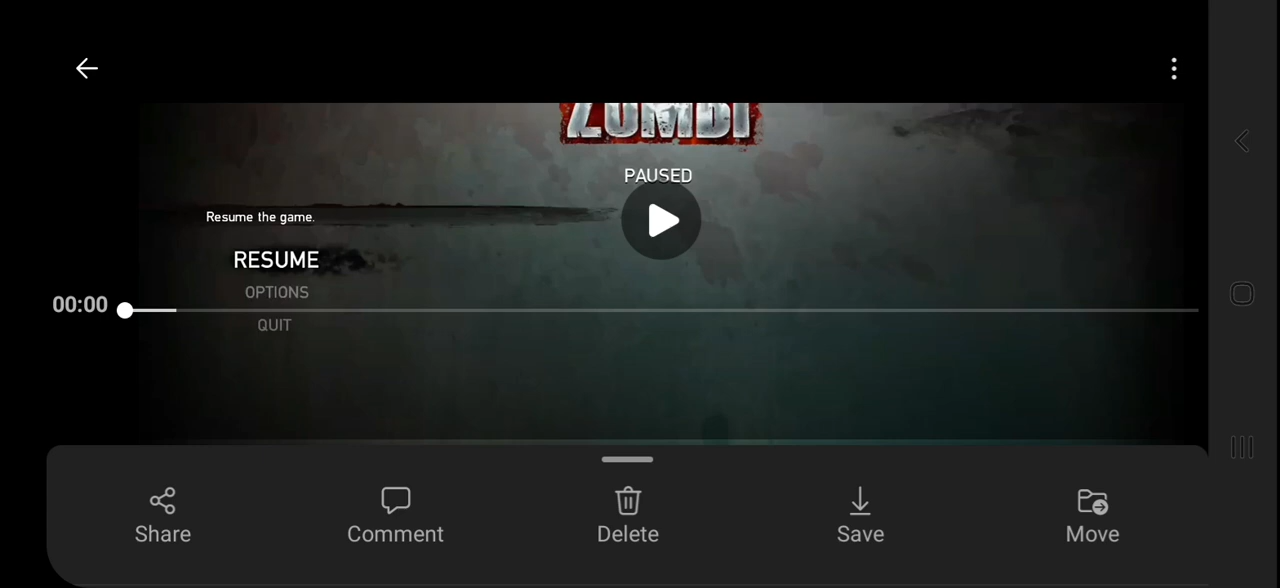 ZOMBI
PAUSED
Resume the game.
RESUME
OPTIONS
00:00
QUIT
Share
Comment
Delete
Save
Move